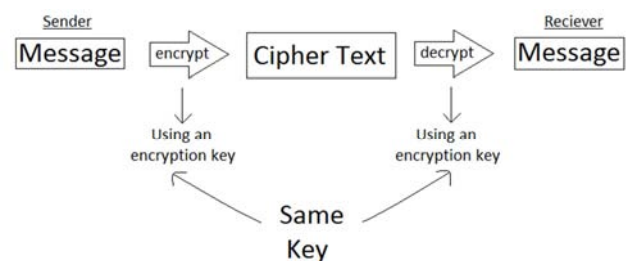 Sender
Reciever
Message
encrypt
Cipher Text
decrypt
Message
Using an
encryption key
Using an
encryption key
Same
Key